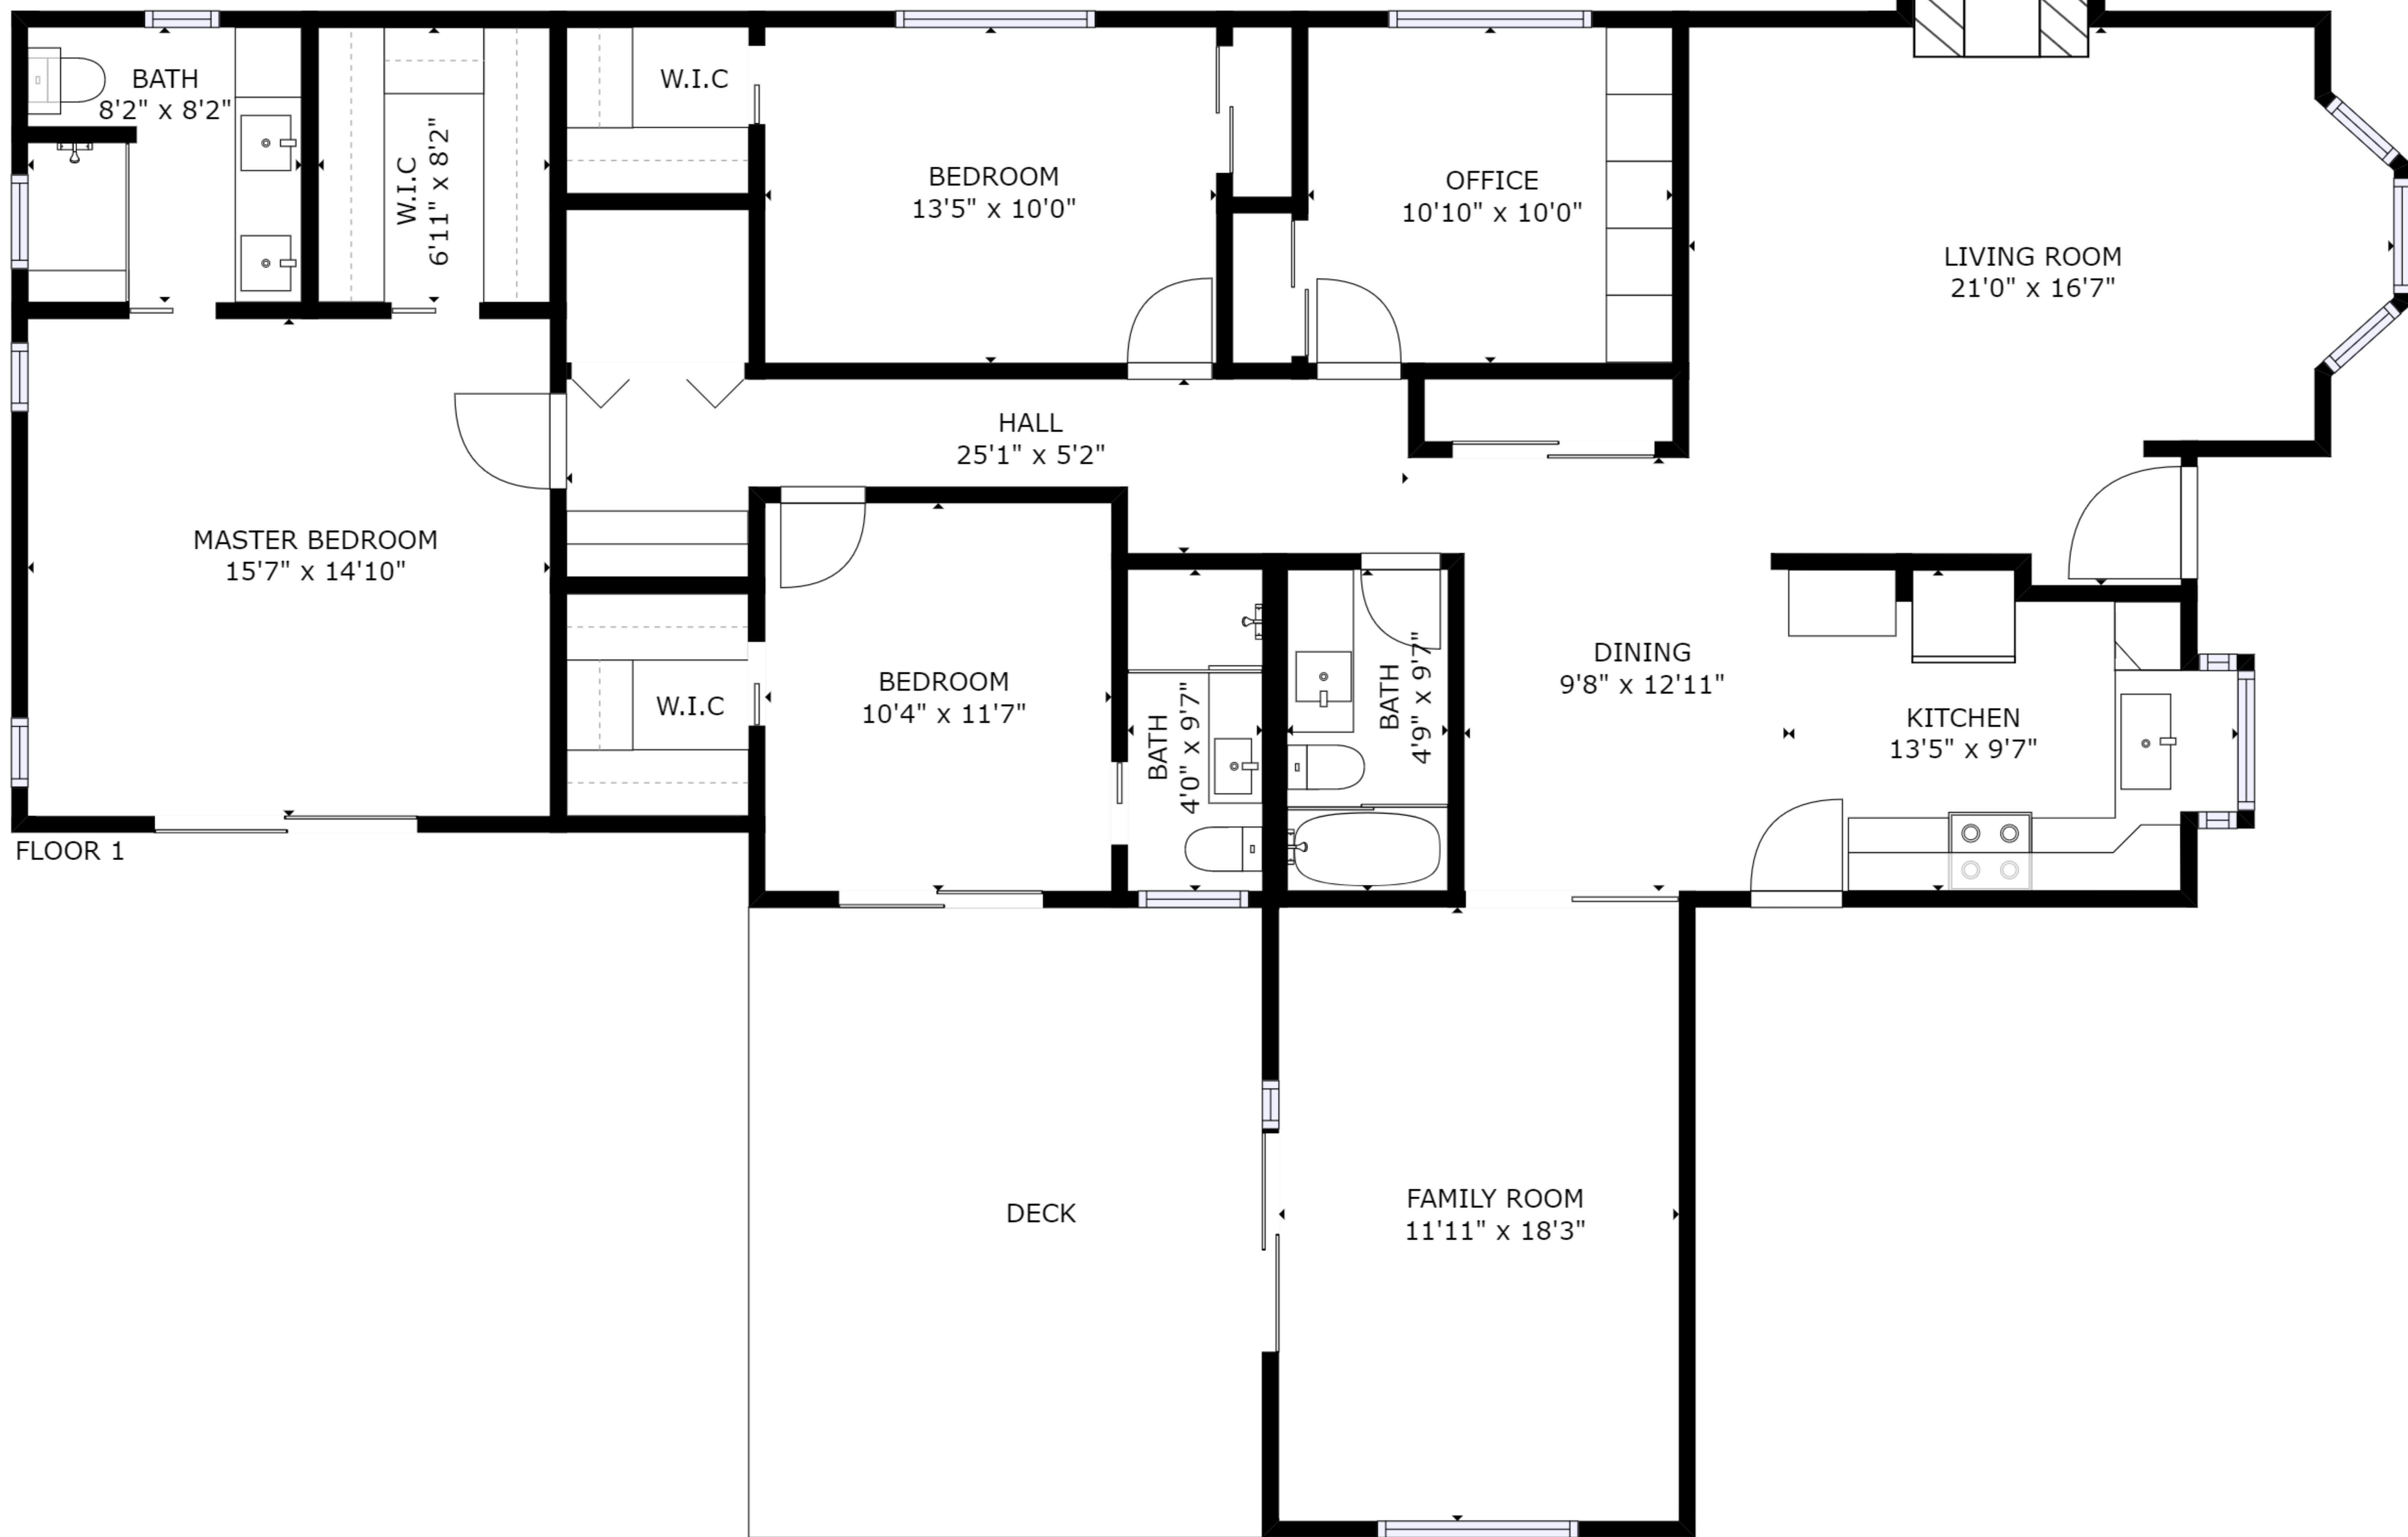 BATH
8'2" x 8'2"
W.I.C
6'11" x 8'2"
W.I.C
BEDROOM
13'5" x 10'0"
OFFICE
10'10" x 10'0"
LIVING ROOM
21'0" x 16'7"
HALL
25'1" x 5'2"
MASTER BEDROOM
15'7" x 14'10"
W.I.C
BEDROOM
10'4" x 11'7"
BATH
4'0" x 9'7"
BATH
4'9" x 9'7"
DINING
9'8" x 12'11"
KITCHEN
13'5" x 9'7"
FLOOR 1
DECK
FAMILY ROOM
11'11" x 18'3"